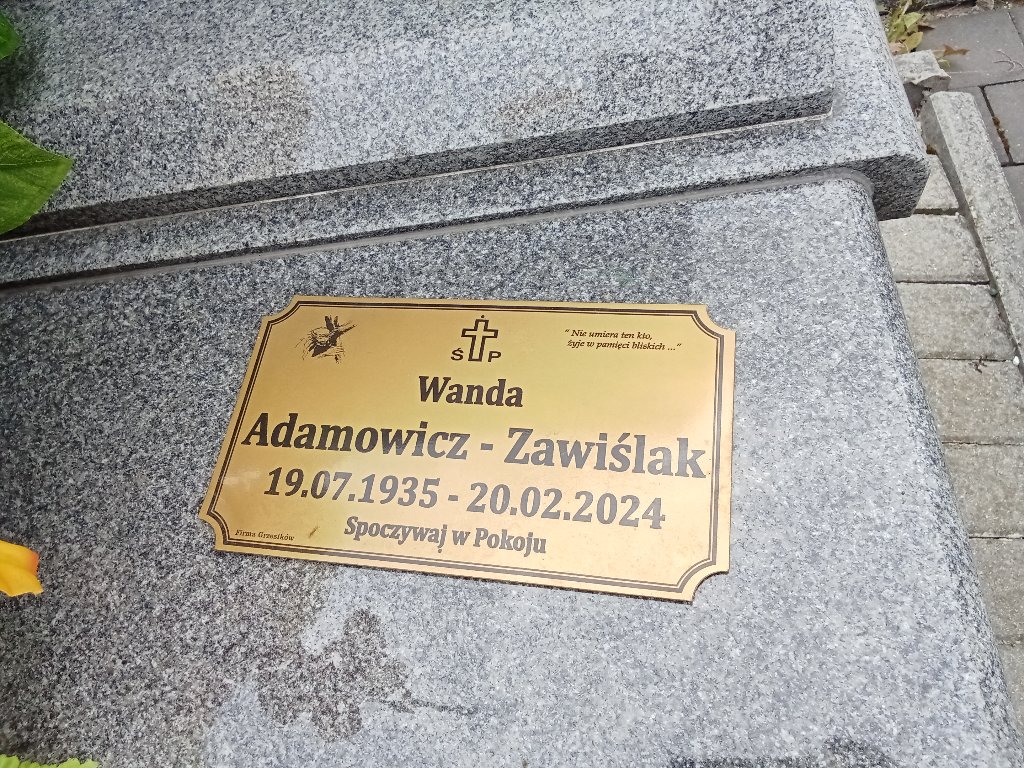 " Nie umiera ten kto,
żyje w pamięci bliskich ..."
Ś P
Wanda
Adamowicz - Zawiślak
19.07.1935 - 20.02.2024
Spoczywaj w Pokoju
Firma Grzesików